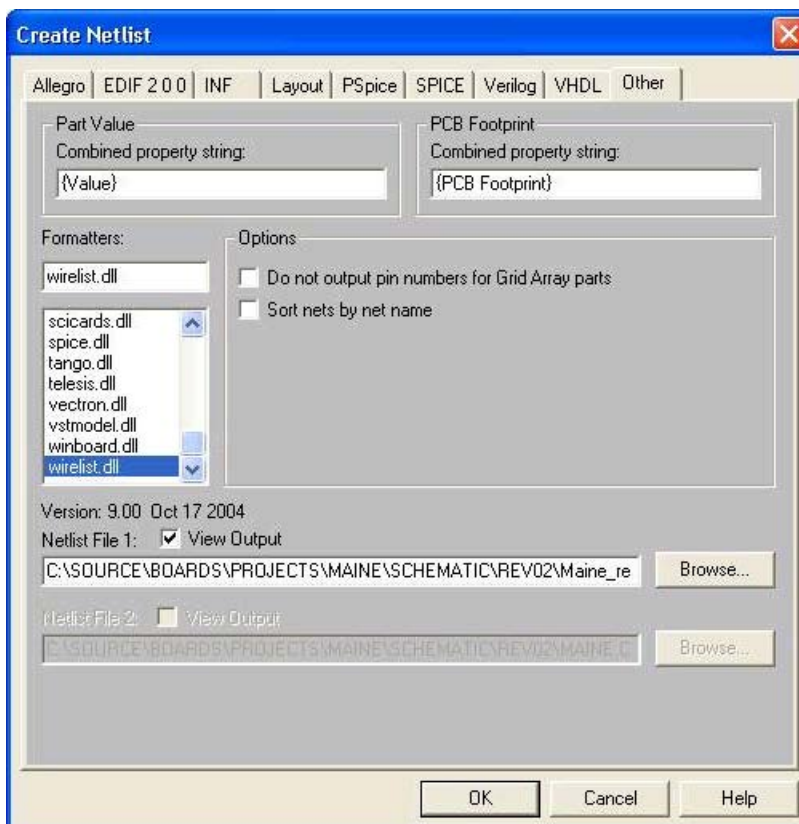 Create Netlist
Allegro EDIF 2 0 0 INF Layout PSpice SPICE Verilog VHDL Other
Part Value
Combined property string:
{Value}
PCB Footprint
Combined property string:
{PCB Footprint}
Formatters:
wirelist.dll
scicards.dll
spice.dll
tango.dll
telesis.dll
vectron.dll
vstmodel.dll
winboard.dll
wirelist.dll
Options
Do not output pin numbers for Grid Array parts
Sort nets by net name
Version: 9.00 Oct 17 2004
Netlist File 1: View Output
C:\SOURCE\BOARDS\PROJECTS\MAINE\SCHEMATIC\REV02\Maine_re
Browse...
Netlist File 2: View Output
C:\SOURCE\BOARDS\PROJECTS\MAINE\SCHEMATIC\REV02\MAINE.C
Browse...
OK Cancel Help